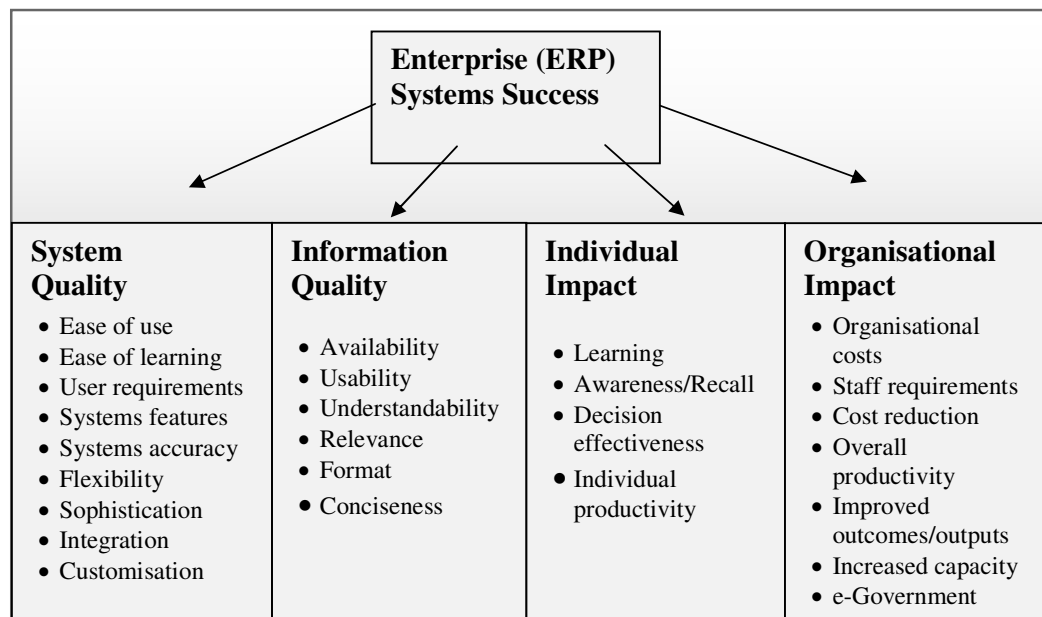 Enterprise (ERP)
Systems Success
System
Quality
• Ease of use
• Ease of learning
• User requirements
• Systems features
• Systems accuracy
• Flexibility
• Sophistication
• Integration
• Customisation
Information
Quality
• Availability
• Usability
• Understandability
• Relevance
• Format
• Conciseness
Individual
Impact
• Learning
• Awareness/Recall
• Decision
effectiveness
• Individual
productivity
Organisational
Impact
• Organisational
costs
• Staff requirements
• Cost reduction
• Overall
productivity
• Improved
outcomes/outputs
• Increased capacity
• e-Government